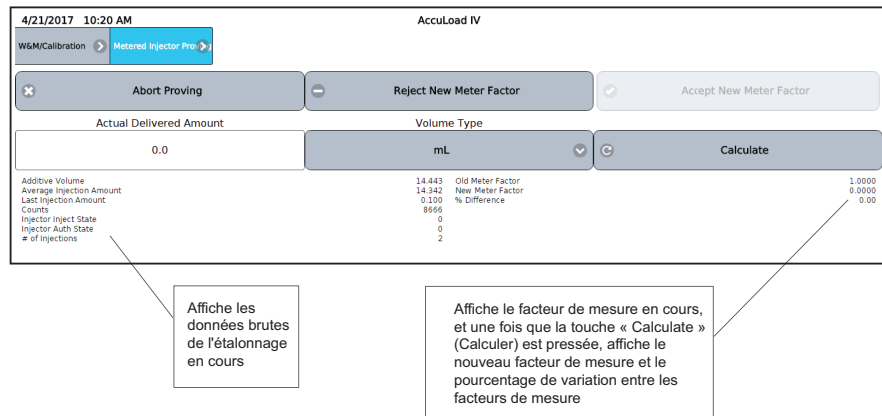 4/21/2017 10:20 AM
AccuLoad IV
W&M/Calibration
Metered Injector Proving
Abort Proving
Reject New Meter Factor
Accept New Meter Factor
Actual Delivered Amount
Volume Type
0.0
mL
Calculate
Additive Volume 14.443 Old Meter Factor 1.0000
Average Injection Amount 14.342 New Meter Factor 0.0000
Last Injection Amount 0.100 % Difference 0.00
Counts 8666
Injector Inject State 0
Injector Auth State 0
# of Injections 2
Affiche les
données brutes
de l'étalonnage
en cours
Affiche le facteur de mesure en cours,
et une fois que la touche « Calculate »
(Calculer) est pressée, affiche le
nouveau facteur de mesure et le
pourcentage de variation entre les
facteurs de mesure